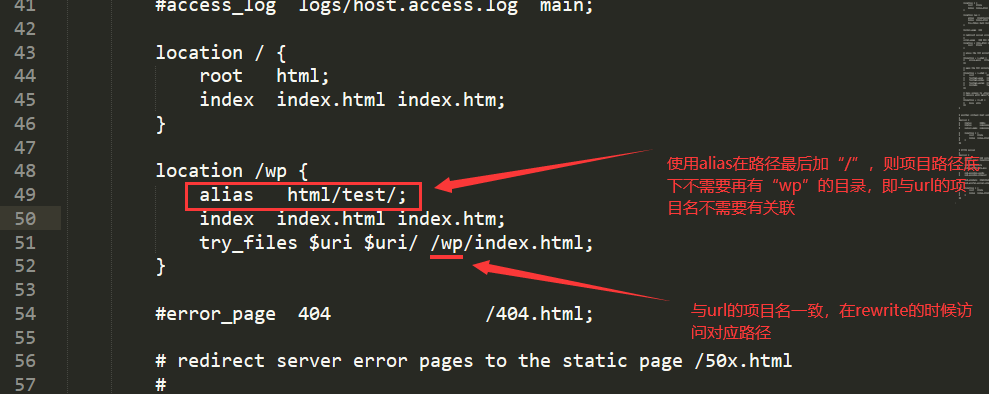 41 #access_log logs/host.access.log main;
42
43 location / {
44 root html;
45 index index.html index.htm;
46 }
47
48 location /wp {
49 alias html/test/;
50 index index.html index.htm;
51 try_files $uri $uri/ /wp/index.html;
52 }
53
54 #error_page 404 /404.html;
55
56 # redirect server error pages to the static page /50x.html
57 #
使用alias在路径最后加“/”，则项目路径底
下不需要再有“wp”的目录，即与url的项
目名不需要有关联
与url的项目名一致，在rewrite的时候访
问对应路径